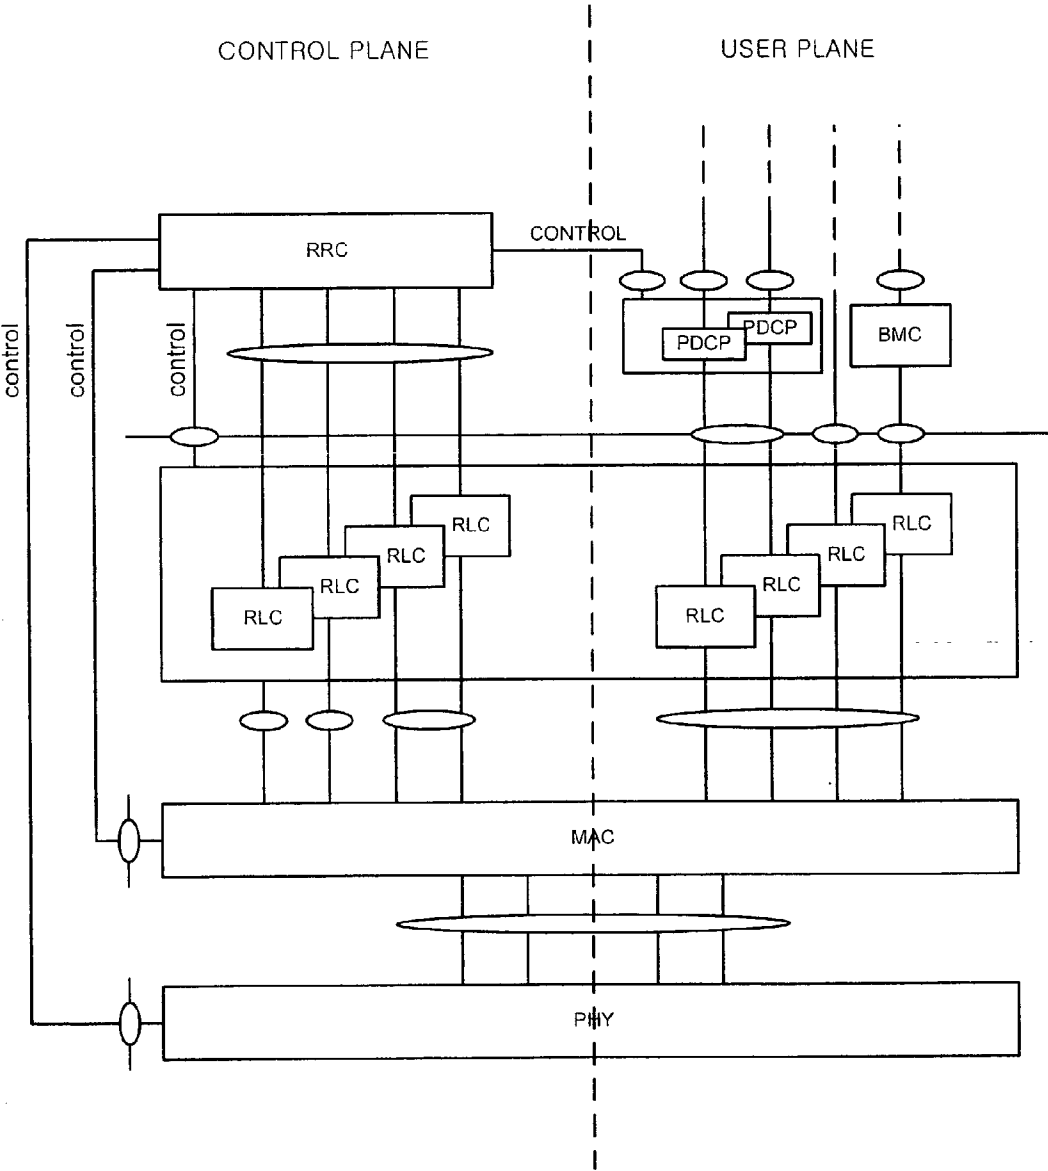 CONTROL PLANE
USER PLANE
RRC
CONTROL
control
control
control
PDCP
PDCP
BMC
RLC
RLC
RLC
RLC
RLC
RLC
RLC
RLC
MAC
PHY